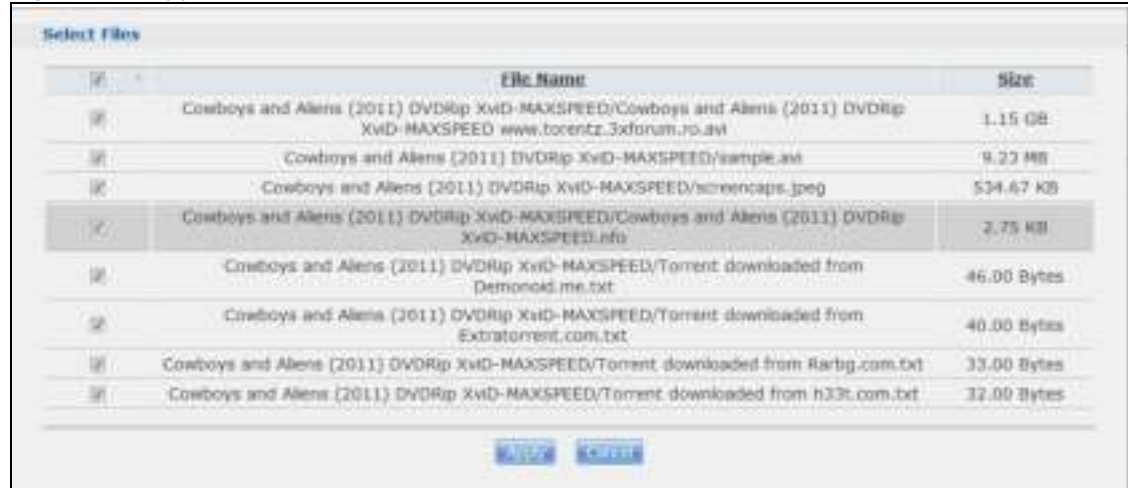 Select Files
File Name Size
Cowboys and Aliens (2011) DVDRip XviD-MAXSPEED/Cowboys and Aliens (2011) DVDRip 1.15 GB
XviD-MAXSPEED www.torentz.3xforum.ro.avi
Cowboys and Aliens (2011) DVDRip XviD-MAXSPEED/sample.avi 9.23 MB
Cowboys and Aliens (2011) DVDRip XviD-MAXSPEED/screencaps.jpeg 534.67 KB
Cowboys and Aliens (2011) DVDRip XviD-MAXSPEED/Cowboys and Aliens (2011) DVDRip 2.75 KB
XviD-MAXSPEED.nfo
Cowboys and Aliens (2011) DVDRip XviD-MAXSPEED/Torrent downloaded from 46.00 Bytes
Demonoid.me.txt
Cowboys and Aliens (2011) DVDRip XviD-MAXSPEED/Torrent downloaded from 40.00 Bytes
Extratorrent.com.txt
Cowboys and Aliens (2011) DVDRip XviD-MAXSPEED/Torrent downloaded from Rarbg.com.txt 33.00 Bytes
Cowboys and Aliens (2011) DVDRip XviD-MAXSPEED/Torrent downloaded from h33t.com.txt 32.00 Bytes
Apply Cancel